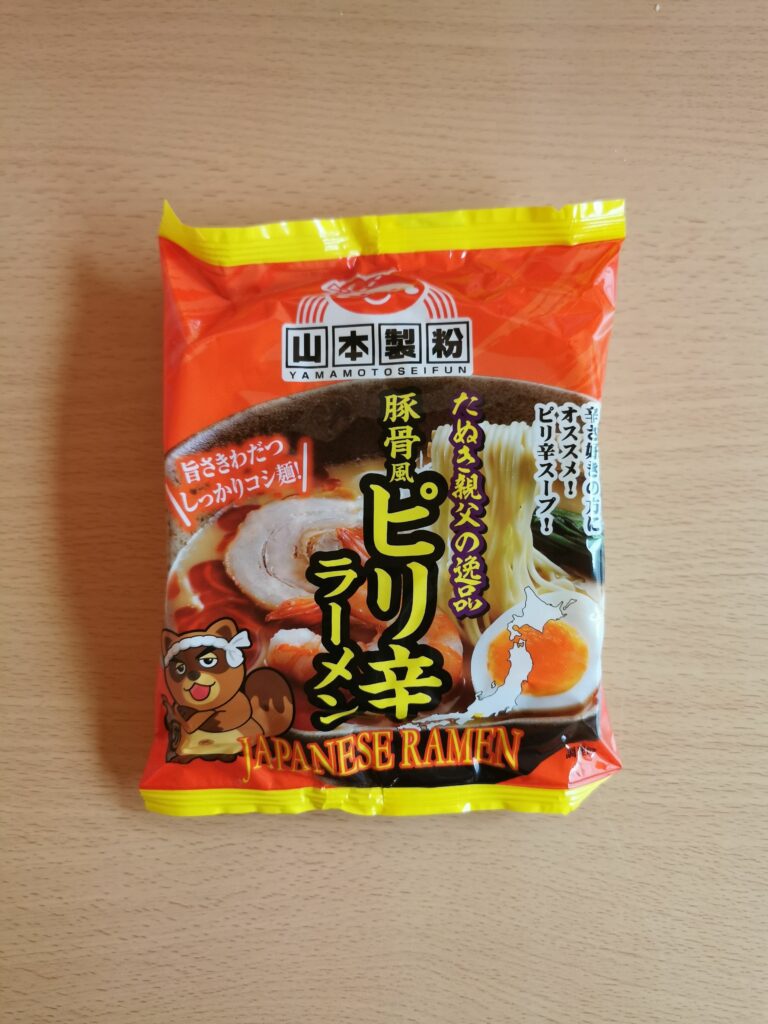 山本製粉
YAMAMOTOSEIFUN
辛さ好きの方に
オススメ!
ピリ辛スープ!
たぬき親父の逸品
豚骨風
ピリ辛
ラーメン
旨さきわだつ
しっかりコシ麺!
JAPANESE RAMEN